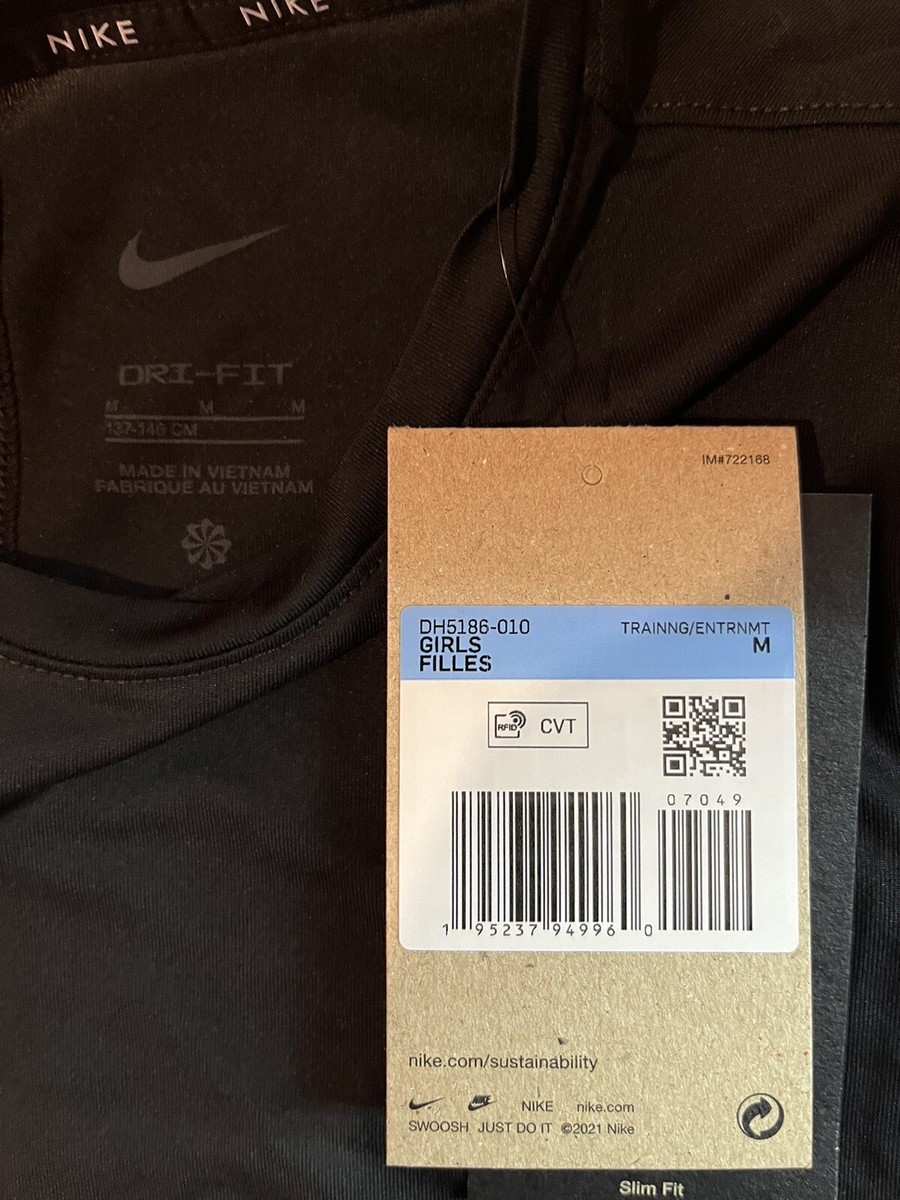 NIKE
NIKE
DRI-FIT
M M M
137-146 CM
MADE IN VIETNAM
FABRIQUE AU VIETNAM
IM#722168
DH5186-010 TRAINNG/ENTRNMT
GIRLS M
FILLES
RFID CVT
07049
1 95237 94996 0
nike.com/sustainability
NIKE NIKE nike.com
SWOOSH JUST DO IT ©2021 Nike
Slim Fit